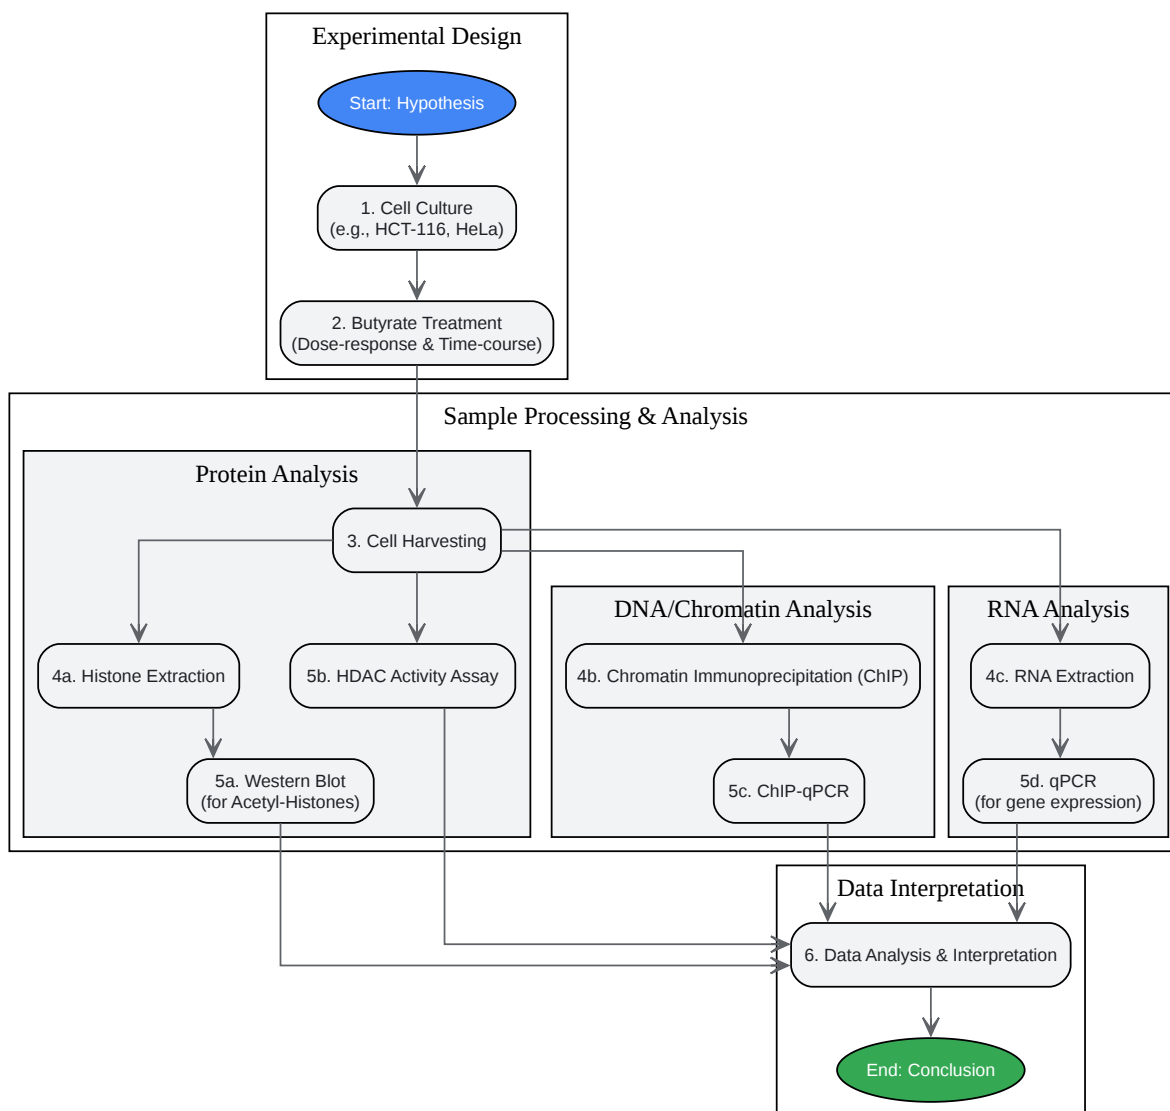 Experimental Design
Start: Hypothesis
1. Cell Culture
(e.g., HCT-116, HeLa)
2. Butyrate Treatment
(Dose-response & Time-course)
Sample Processing & Analysis
Protein Analysis
3. Cell Harvesting
DNA/Chromatin Analysis
RNA Analysis
4a. Histone Extraction
5b. HDAC Activity Assay
4b. Chromatin Immunoprecipitation (ChIP)
4c. RNA Extraction
5a. Western Blot
(for Acetyl-Histones)
5c. ChIP-qPCR
5d. qPCR
(for gene expression)
Data Interpretation
6. Data Analysis & Interpretation
End: Conclusion